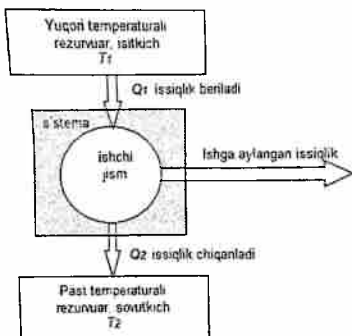 Yuqori temperaturali
rezurvuar, isitkich
T1
Q1 issiqlik beriladi
sistema
ishchi
jism
Ishga aylangan issiqlik
Q2 issiqlik chiqariladi
Past temperaturali
rezurvuar, sovutkich
T2